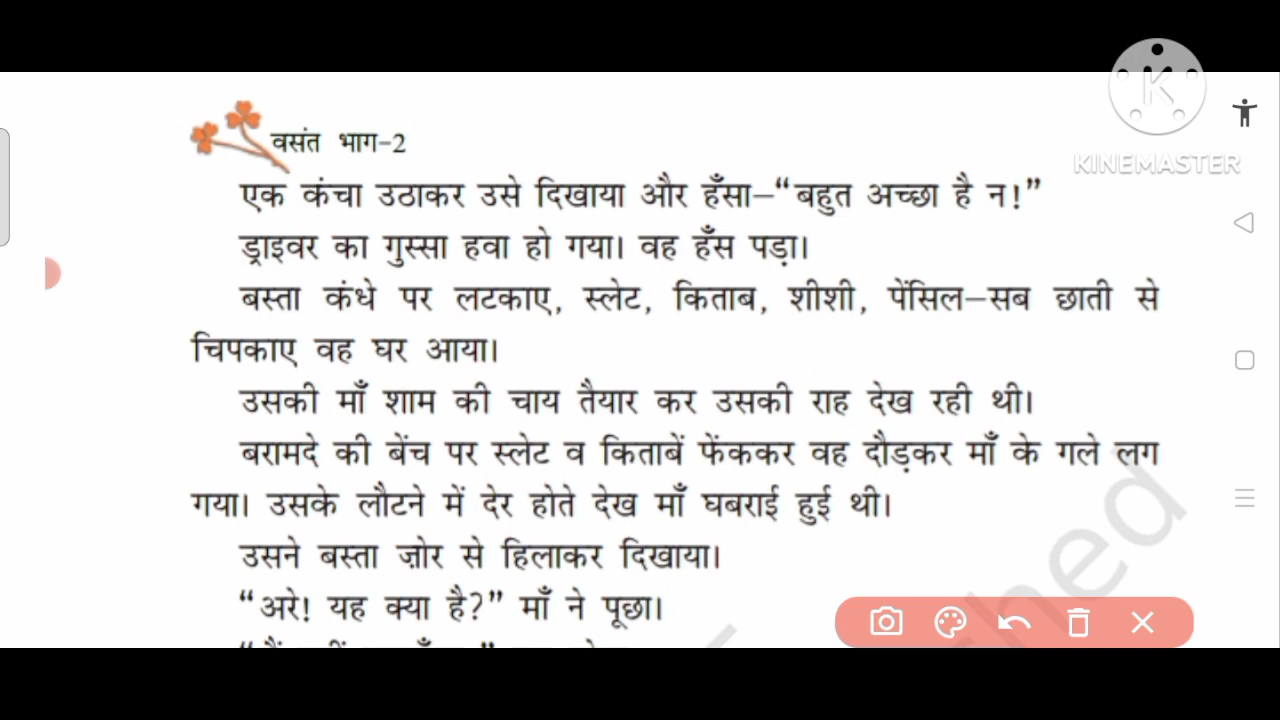 KINEMASTER
वसंत भाग-2
एक कंचा उठाकर उसे दिखाया और हँसा–“बहुत अच्छा है न!”
ड्राइवर का गुस्सा हवा हो गया। वह हँस पड़ा।
बस्ता कंधे पर लटकाए, स्लेट, किताब, शीशी, पेंसिल–सब छाती से
चिपकाए वह घर आया।
उसकी माँ शाम की चाय तैयार कर उसकी राह देख रही थी।
बरामदे की बेंच पर स्लेट व किताबें फेंककर वह दौड़कर माँ के गले लग
गया। उसके लौटने में देर होते देख माँ घबराई हुई थी।
उसने बस्ता ज़ोर से हिलाकर दिखाया।
“अरे! यह क्या है?” माँ ने पूछा।